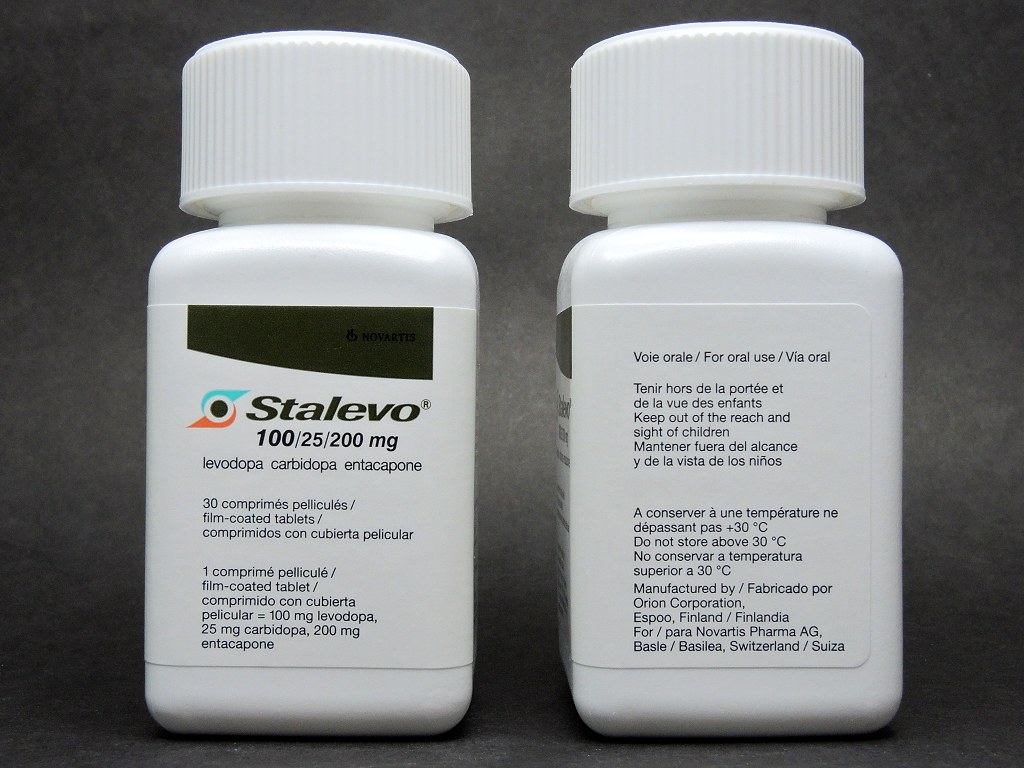 NOVARTIS
Stalevo®
100/25/200 mg
levodopa carbidopa entacapone
30 comprimés pelliculés /
film-coated tablets /
comprimidos con cubierta pelicular
1 comprimé pelliculé /
film-coated tablet /
comprimido con cubierta
pelicular = 100 mg levodopa,
25 mg carbidopa, 200 mg
entacapone
Voie orale / For oral use / Vía oral
Tenir hors de la portée et
de la vue des enfants
Keep out of the reach and
sight of children
Mantener fuera del alcance
y de la vista de los niños
A conserver à une température ne
dépassant pas +30 °C
Do not store above 30 °C
No conservar a temperatura
superior a 30 °C
Manufactured by / Fabricado por
Orion Corporation,
Espoo, Finland / Finlandia
For / para Novartis Pharma AG,
Basle / Basilea, Switzerland / Suiza